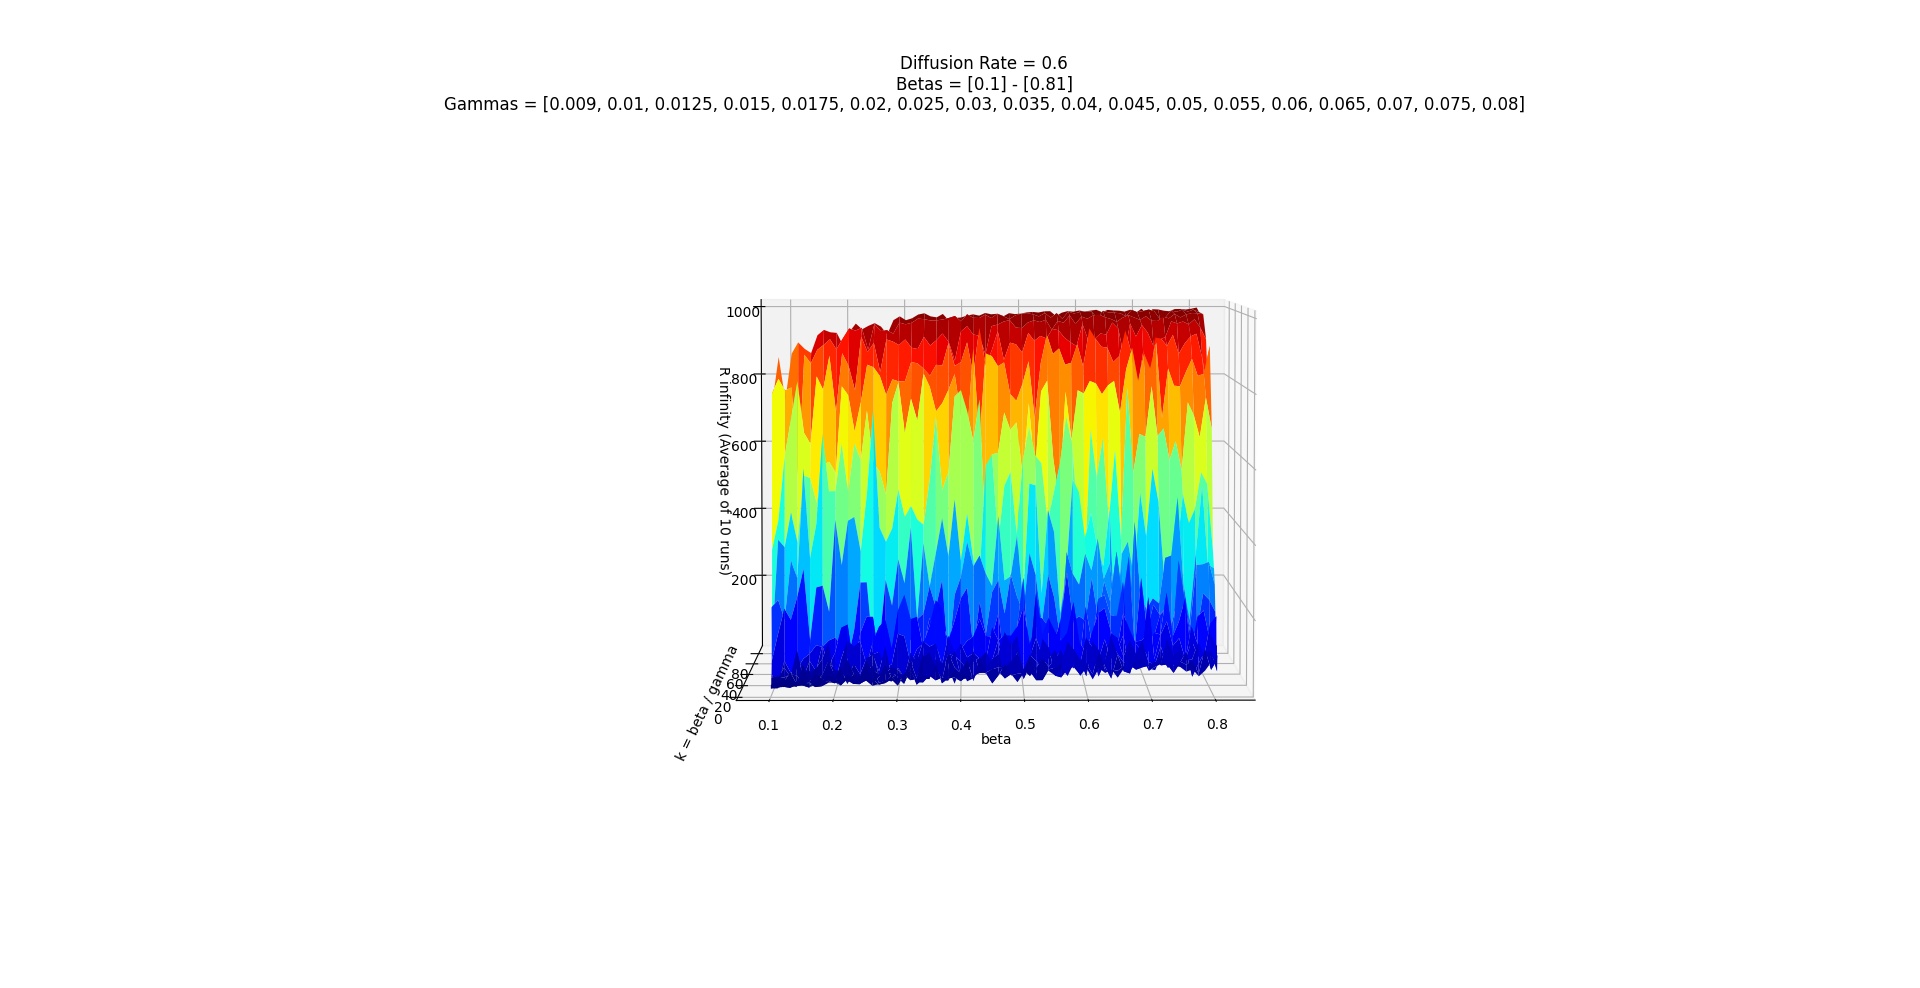 Diffusion Rate = 0.6
Betas = [0.1] - [0.81]
Gammas = [0.009, 0.01, 0.0125, 0.015, 0.0175, 0.02, 0.025, 0.03, 0.035, 0.04, 0.045, 0.05, 0.055, 0.06, 0.065, 0.07, 0.075, 0.08]
1000
800
600
400
200
R infinity (Average of 10 runs)
80
60
40
20
0
k = beta / gamma
0.1 0.2 0.3 0.4 0.5 0.6 0.7 0.8
beta